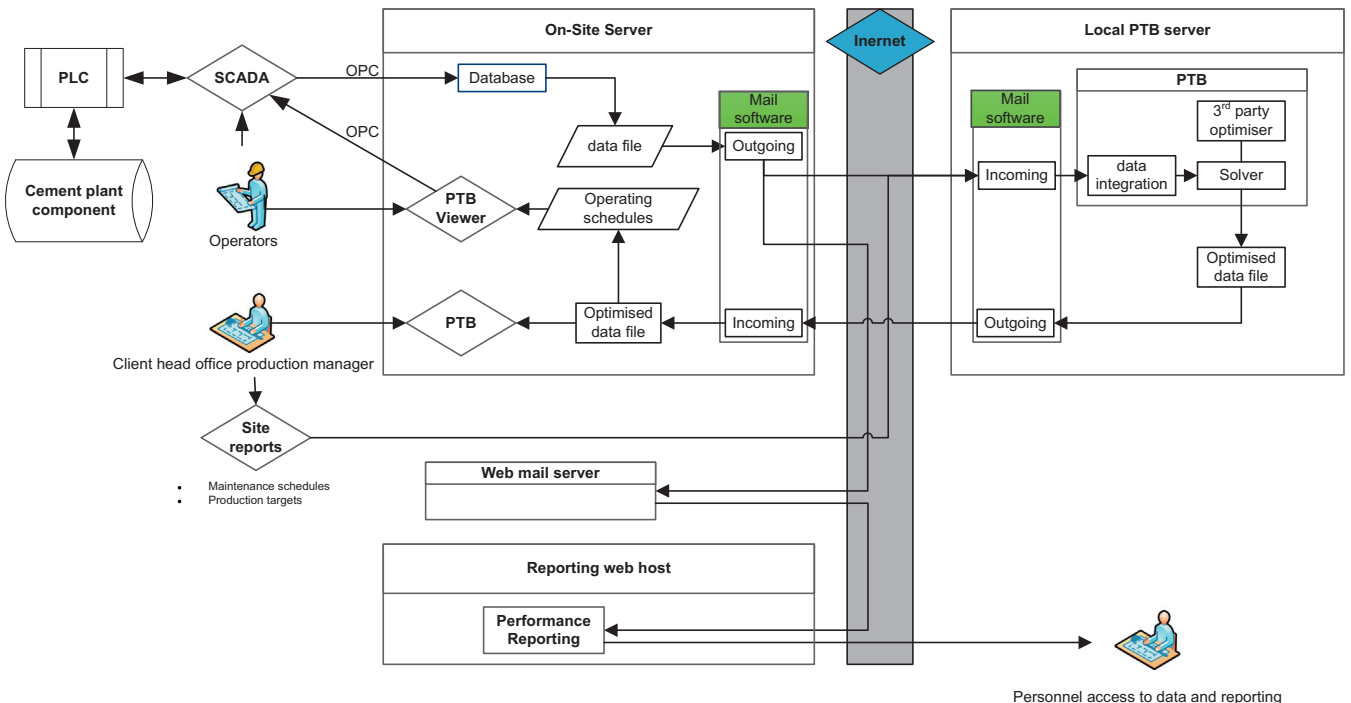 On-Site Server
Inernet
Local PTB server
PLC
SCADA
OPC
Database
PTB
Mail
software
Mail
software
3rd party
optimiser
OPC
data file
Outgoing
Incoming
data
integration
Solver
Cement plant
component
PTB
Viewer
Operating
schedules
Operators
Optimised
data file
PTB
Optimised
data file
Incoming
Outgoing
Client head office production manager
Site
reports
• Maintenance schedules
• Production targets
Web mail server
Reporting web host
Performance
Reporting
Personnel access to data and reporting